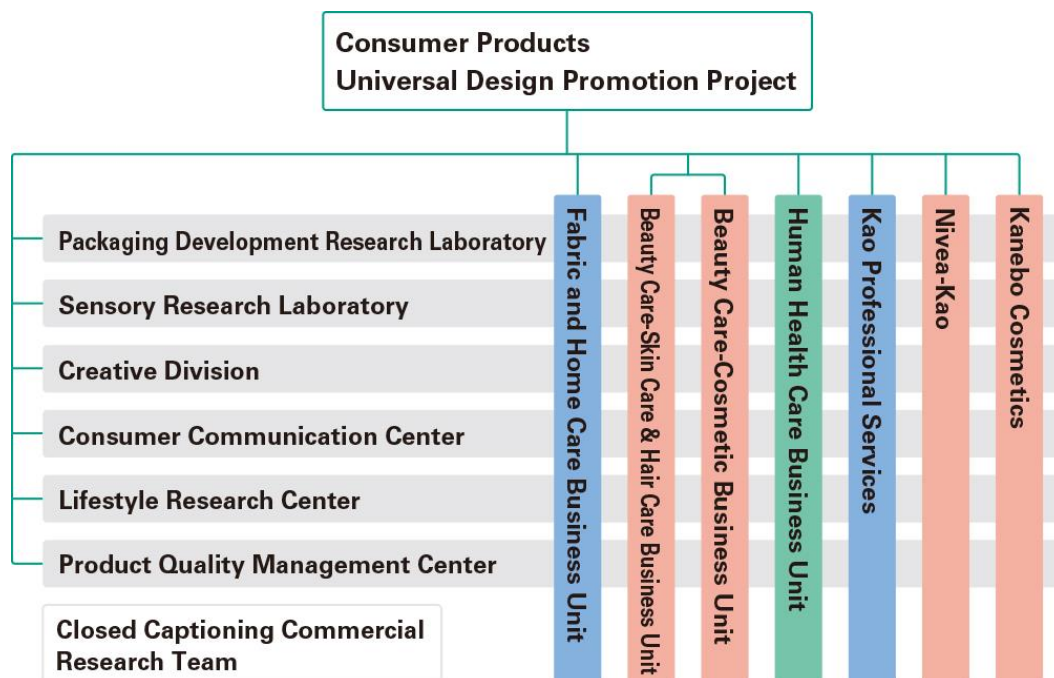 Consumer Products
Universal Design Promotion Project
Packaging Development Research Laboratory
Sensory Research Laboratory
Creative Division
Consumer Communication Center
Lifestyle Research Center
Product Quality Management Center
Closed Captioning Commercial
Research Team
Fabric and Home Care Business Unit
Beauty Care-Skin Care & Hair Care Business Unit
Beauty Care-Cosmetic Business Unit
Human Health Care Business Unit
Kao Professional Services
Nivea-Kao
Kanebo Cosmetics